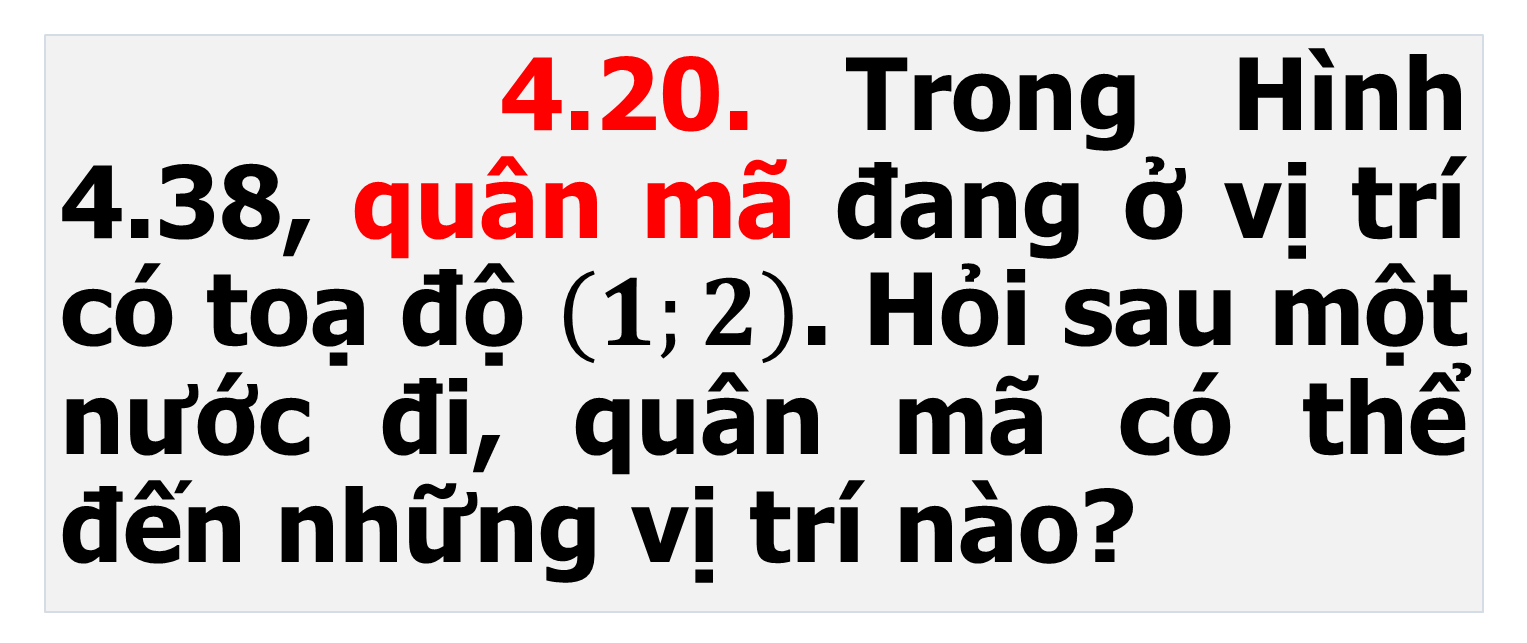 4.20. Trong Hình
4.38, quân mã đang ở vị trí
có toạ độ (1; 2). Hỏi sau một
nước đi, quân mã có thể
đến những vị trí nào?